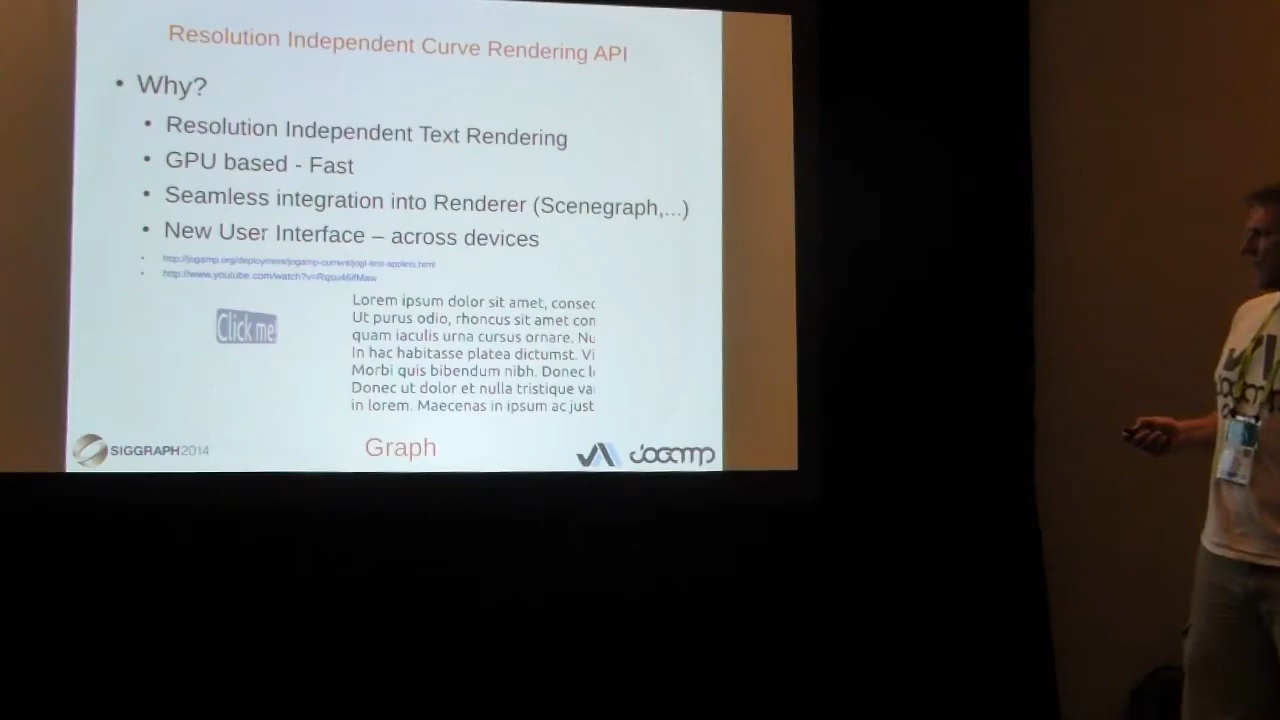 Resolution Independent Curve Rendering API
• Why?
• Resolution Independent Text Rendering
• GPU based - Fast
• Seamless integration into Renderer (Scenegraph,...)
• New User Interface – across devices
• http://jogamp.org/deployment/jogamp-current/jogl-test-applets.html
• http://www.youtube.com/watch?v=
Click me
Lorem ipsum dolor sit amet, consec
Ut purus odio, rhoncus sit amet con
quam iaculis urna cursus ornare. Nu
In hac habitasse platea dictumst. Vi
Morbi quis bibendum nibh. Donec l
Donec ut dolor et nulla tristique va
in lorem. Maecenas in ipsum ac just
SIGGRAPH2014
Graph
JogAmp